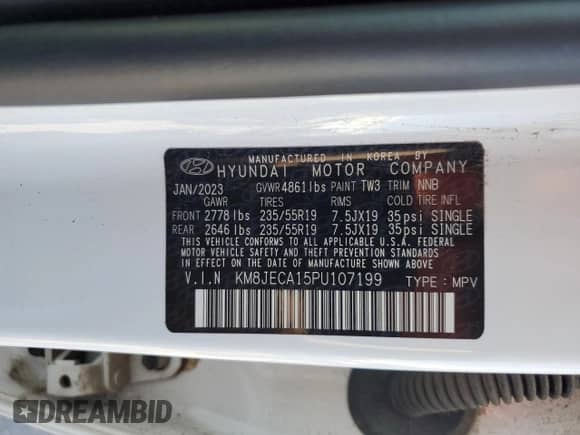 MANUFACTURED IN KOREA BY
HYUNDAI MOTOR COMPANY
JAN/2023 GVWR 4861lbs PAINT TW3 TRIM NNB
GAWR TIRES RIMS COLD TIRE INFL
FRONT 2778 lbs 235/55R19 7.5JX19 35psi SINGLE
REAR 2646 lbs 235/55R19 7.5JX19 35psi SINGLE
THIS VEHICLE CONFORMS TO ALL APPLICABLE U.S.A. FEDERAL
MOTOR VEHICLE SAFETY AND THEFT PREVENTION STANDARDS
IN EFFECT ON THE DATE OF MANUFACTURE SHOWN ABOVE
V.I.N KM8JECA15PU107199 TYPE : MPV
DREAMBID